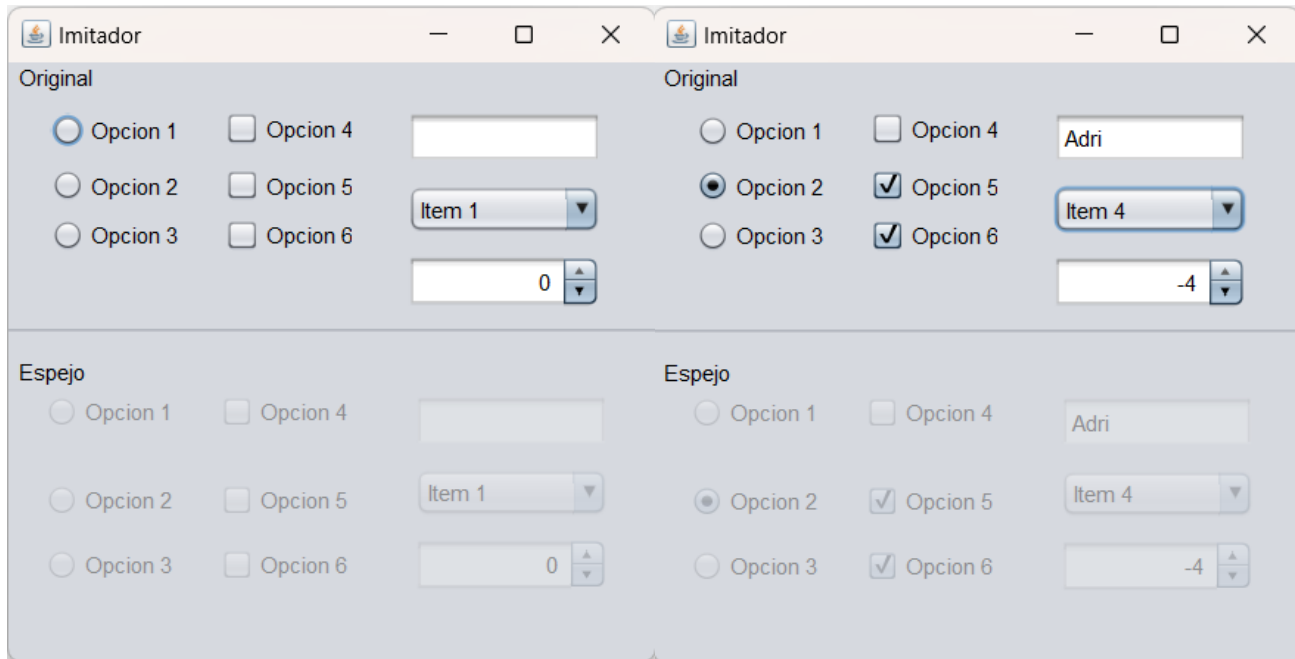 Imitador
Original
Opcion 1 Opcion 4
Opcion 2 Opcion 5
Item 1
Opcion 3 Opcion 6
0
Espejo
Opcion 1 Opcion 4
Opcion 2 Opcion 5 Item 1
Opcion 3 Opcion 6 0
Imitador
Original
Opcion 1 Opcion 4 Adri
Opcion 2 Opcion 5
Item 4
Opcion 3 Opcion 6
-4
Espejo
Opcion 1 Opcion 4 Adri
Opcion 2 Opcion 5 Item 4
Opcion 3 Opcion 6 -4